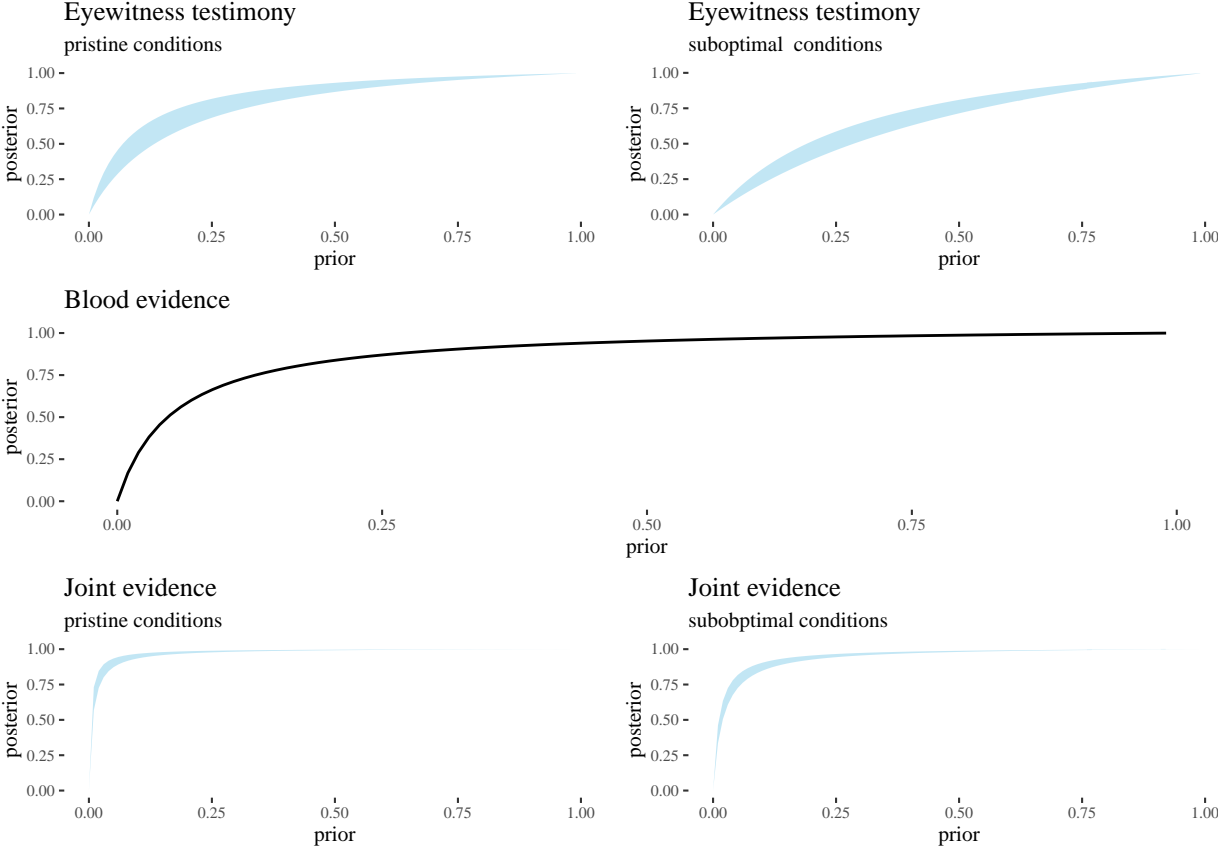 Eyewitness testimony
pristine conditions
1.00
0.75
0.50
0.25
0.00
posterior
0.00 0.25 0.50 0.75 1.00
prior
Eyewitness testimony
suboptimal  conditions
1.00
0.75
0.50
0.25
0.00
posterior
0.00 0.25 0.50 0.75 1.00
prior
Blood evidence
1.00
0.75
0.50
0.25
0.00
posterior
0.00 0.25 0.50 0.75 1.00
prior
Joint evidence
pristine conditions
1.00
0.75
0.50
0.25
0.00
posterior
0.00 0.25 0.50 0.75 1.00
prior
Joint evidence
subobptimal conditions
1.00
0.75
0.50
0.25
0.00
posterior
0.00 0.25 0.50 0.75 1.00
prior